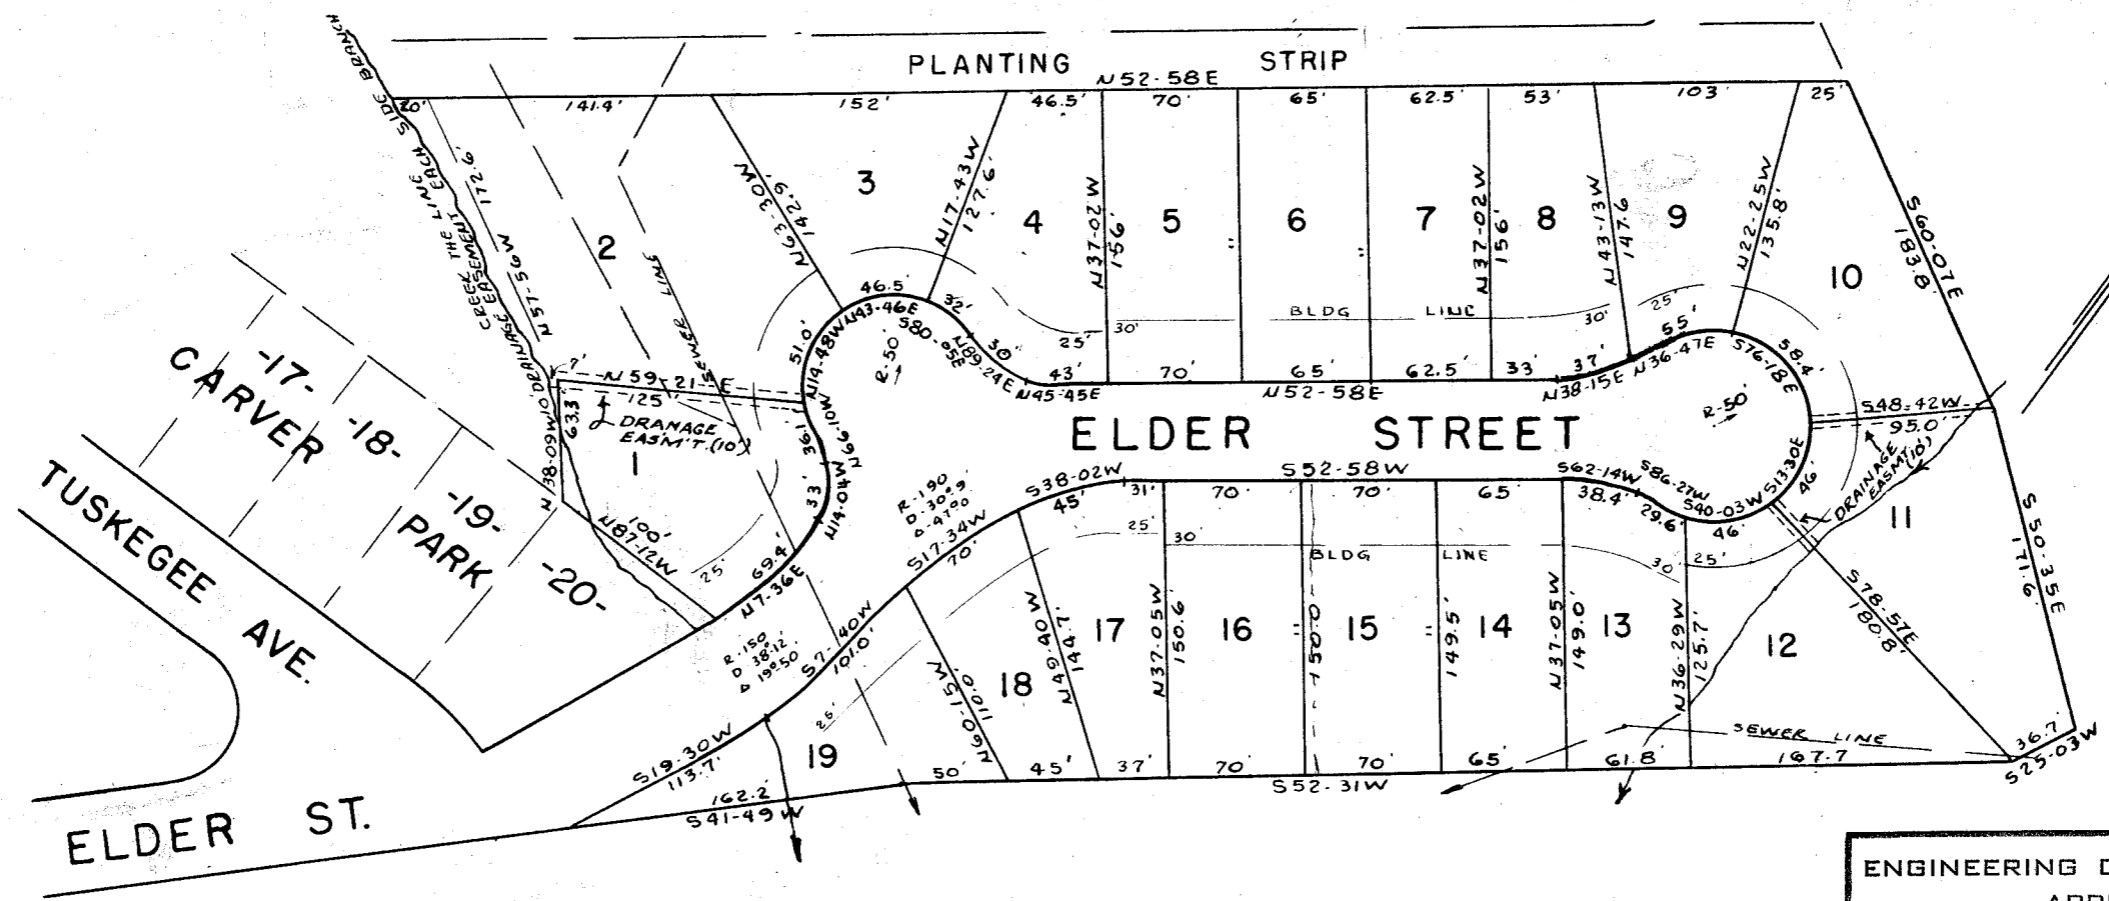 PLANTING STRIP
N52-58E
20' 141.4' 152' 46.5' 70' 65' 62.5' 53' 103' 25'
CREEK THE LINE
10' DRAINAGE EASEMENT EACH SIDE BRANCH
172.6'
N57-56W
2
SEWER LINE
N63-30W
142.9'
3
N17-43W
127.6'
4
N37-02W
156'
5
"
6
"
7
N37-02W
156'
8
N43-13W
147.6
9
N22-25W
135.8'
10
S60-07E
183.8'
46.5'
N43-46E
32'
S80-05E
30'
N89-24E
51.0'
N14-48W
R-50'
25'
43'
N45-45E
30'
BLDG LINE
30'
25'
70' 65' 62.5' 33' 37'
N52-58E
N38-15E
55'
N36-47E
S76-18E
58.4'
R-50'
7'
N59-21-E
125'
DRANAGE
EASM'T.(10')
63.3'
N38-09W
1
36.1'
N66-10W
33'
N14-04W
100'
N87-12W
25'
69.4'
N7-36E
ELDER STREET
S48-42W
95.0'
DRAINAGE
EASMT(10')
S13-30E
46'
11
S50-35E
171.6'
-17-
-18-
-19-
-20-
CARVER
PARK
TUSKEGEE AVE.
R-190
D-30°9'
Δ-47°0
S17-34W
70'
S38-02W
45'
31'
S52-58W
70' 70' 65'
S62-14W
38.4'
S86-27W
29.6'
S40-03W
46'
25'
30'
BLDG LINE
30'
25'
R-150
D 38-12'
Δ 19°50'
S7-40W
101.0'
25'
N60-15W
110.0'
18
N49-40W
144.7'
17
N37-05W
150.6'
16
"
150.0
15
"
149.5'
14
N37-05W
149.0'
13
N36-29W
125.7'
12
S78-57E
180.8'
SEWER LINE
S19-30W
113.7'
19
50' 45' 37' 70' 70' 65' 61.8' 167.7
S52-31W
36.7'
S25-03W
162.2'
S41-49W
ELDER ST.
ENGINEERING